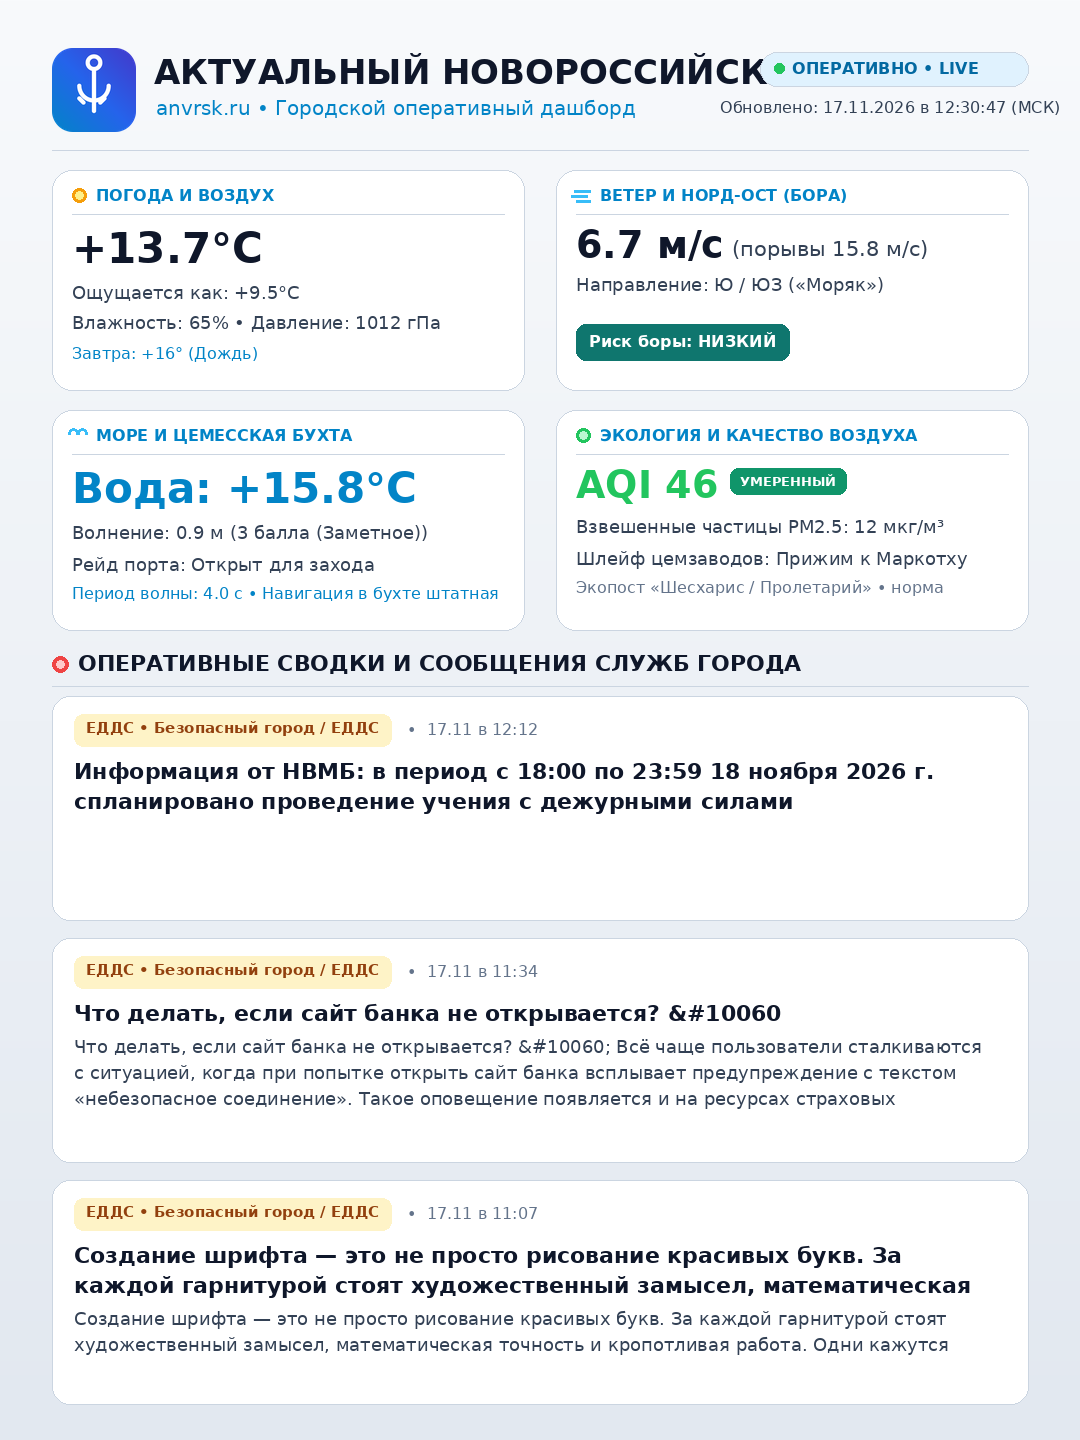 АКТУАЛЬНЫЙ НОВОРОССИЙСК
ОПЕРАТИВНО • LIVE
anvrsk.ru • Городской оперативный дашборд
Обновлено: 17.11.2026 в 12:30:47 (МСК)
ПОГОДА И ВОЗДУХ
+13.7°C
Ощущается как: +9.5°C
Влажность: 65% • Давление: 1012 гПа
Завтра: +16° (Дождь)
ВЕТЕР И НОРД-ОСТ (БОРА)
6.7 м/с (порывы 15.8 м/с)
Направление: Ю / ЮЗ («Моряк»)
Риск боры: НИЗКИЙ
МОРЕ И ЦЕМЕССКАЯ БУХТА
Вода: +15.8°C
Волнение: 0.9 м (3 балла (Заметное))
Рейд порта: Открыт для захода
Период волны: 4.0 с • Навигация в бухте штатная
ЭКОЛОГИЯ И КАЧЕСТВО ВОЗДУХА
AQI 46 УМЕРЕННЫЙ
Взвешенные частицы PM2.5: 12 мкг/м³
Шлейф цемзаводов: Прижим к Маркотху
Экопост «Шесхарис / Пролетарий» • норма
ОПЕРАТИВНЫЕ СВОДКИ И СООБЩЕНИЯ СЛУЖБ ГОРОДА
ЕДДС • Безопасный город / ЕДДС • 17.11 в 12:12
Информация от НВМБ: в период с 18:00 по 23:59 18 ноября 2026 г.
спланировано проведение учения с дежурными силами
ЕДДС • Безопасный город / ЕДДС • 17.11 в 11:34
Что делать, если сайт банка не открывается? &#10060
Что делать, если сайт банка не открывается? &#10060; Всё чаще пользователи сталкиваются
с ситуацией, когда при попытке открыть сайт банка всплывает предупреждение с текстом
«небезопасное соединение». Такое оповещение появляется и на ресурсах страховых
ЕДДС • Безопасный город / ЕДДС • 17.11 в 11:07
Создание шрифта — это не просто рисование красивых букв. За
каждой гарнитурой стоят художественный замысел, математическая
Создание шрифта — это не просто рисование красивых букв. За каждой гарнитурой стоят
художественный замысел, математическая точность и кропотливая работа. Одни кажутся